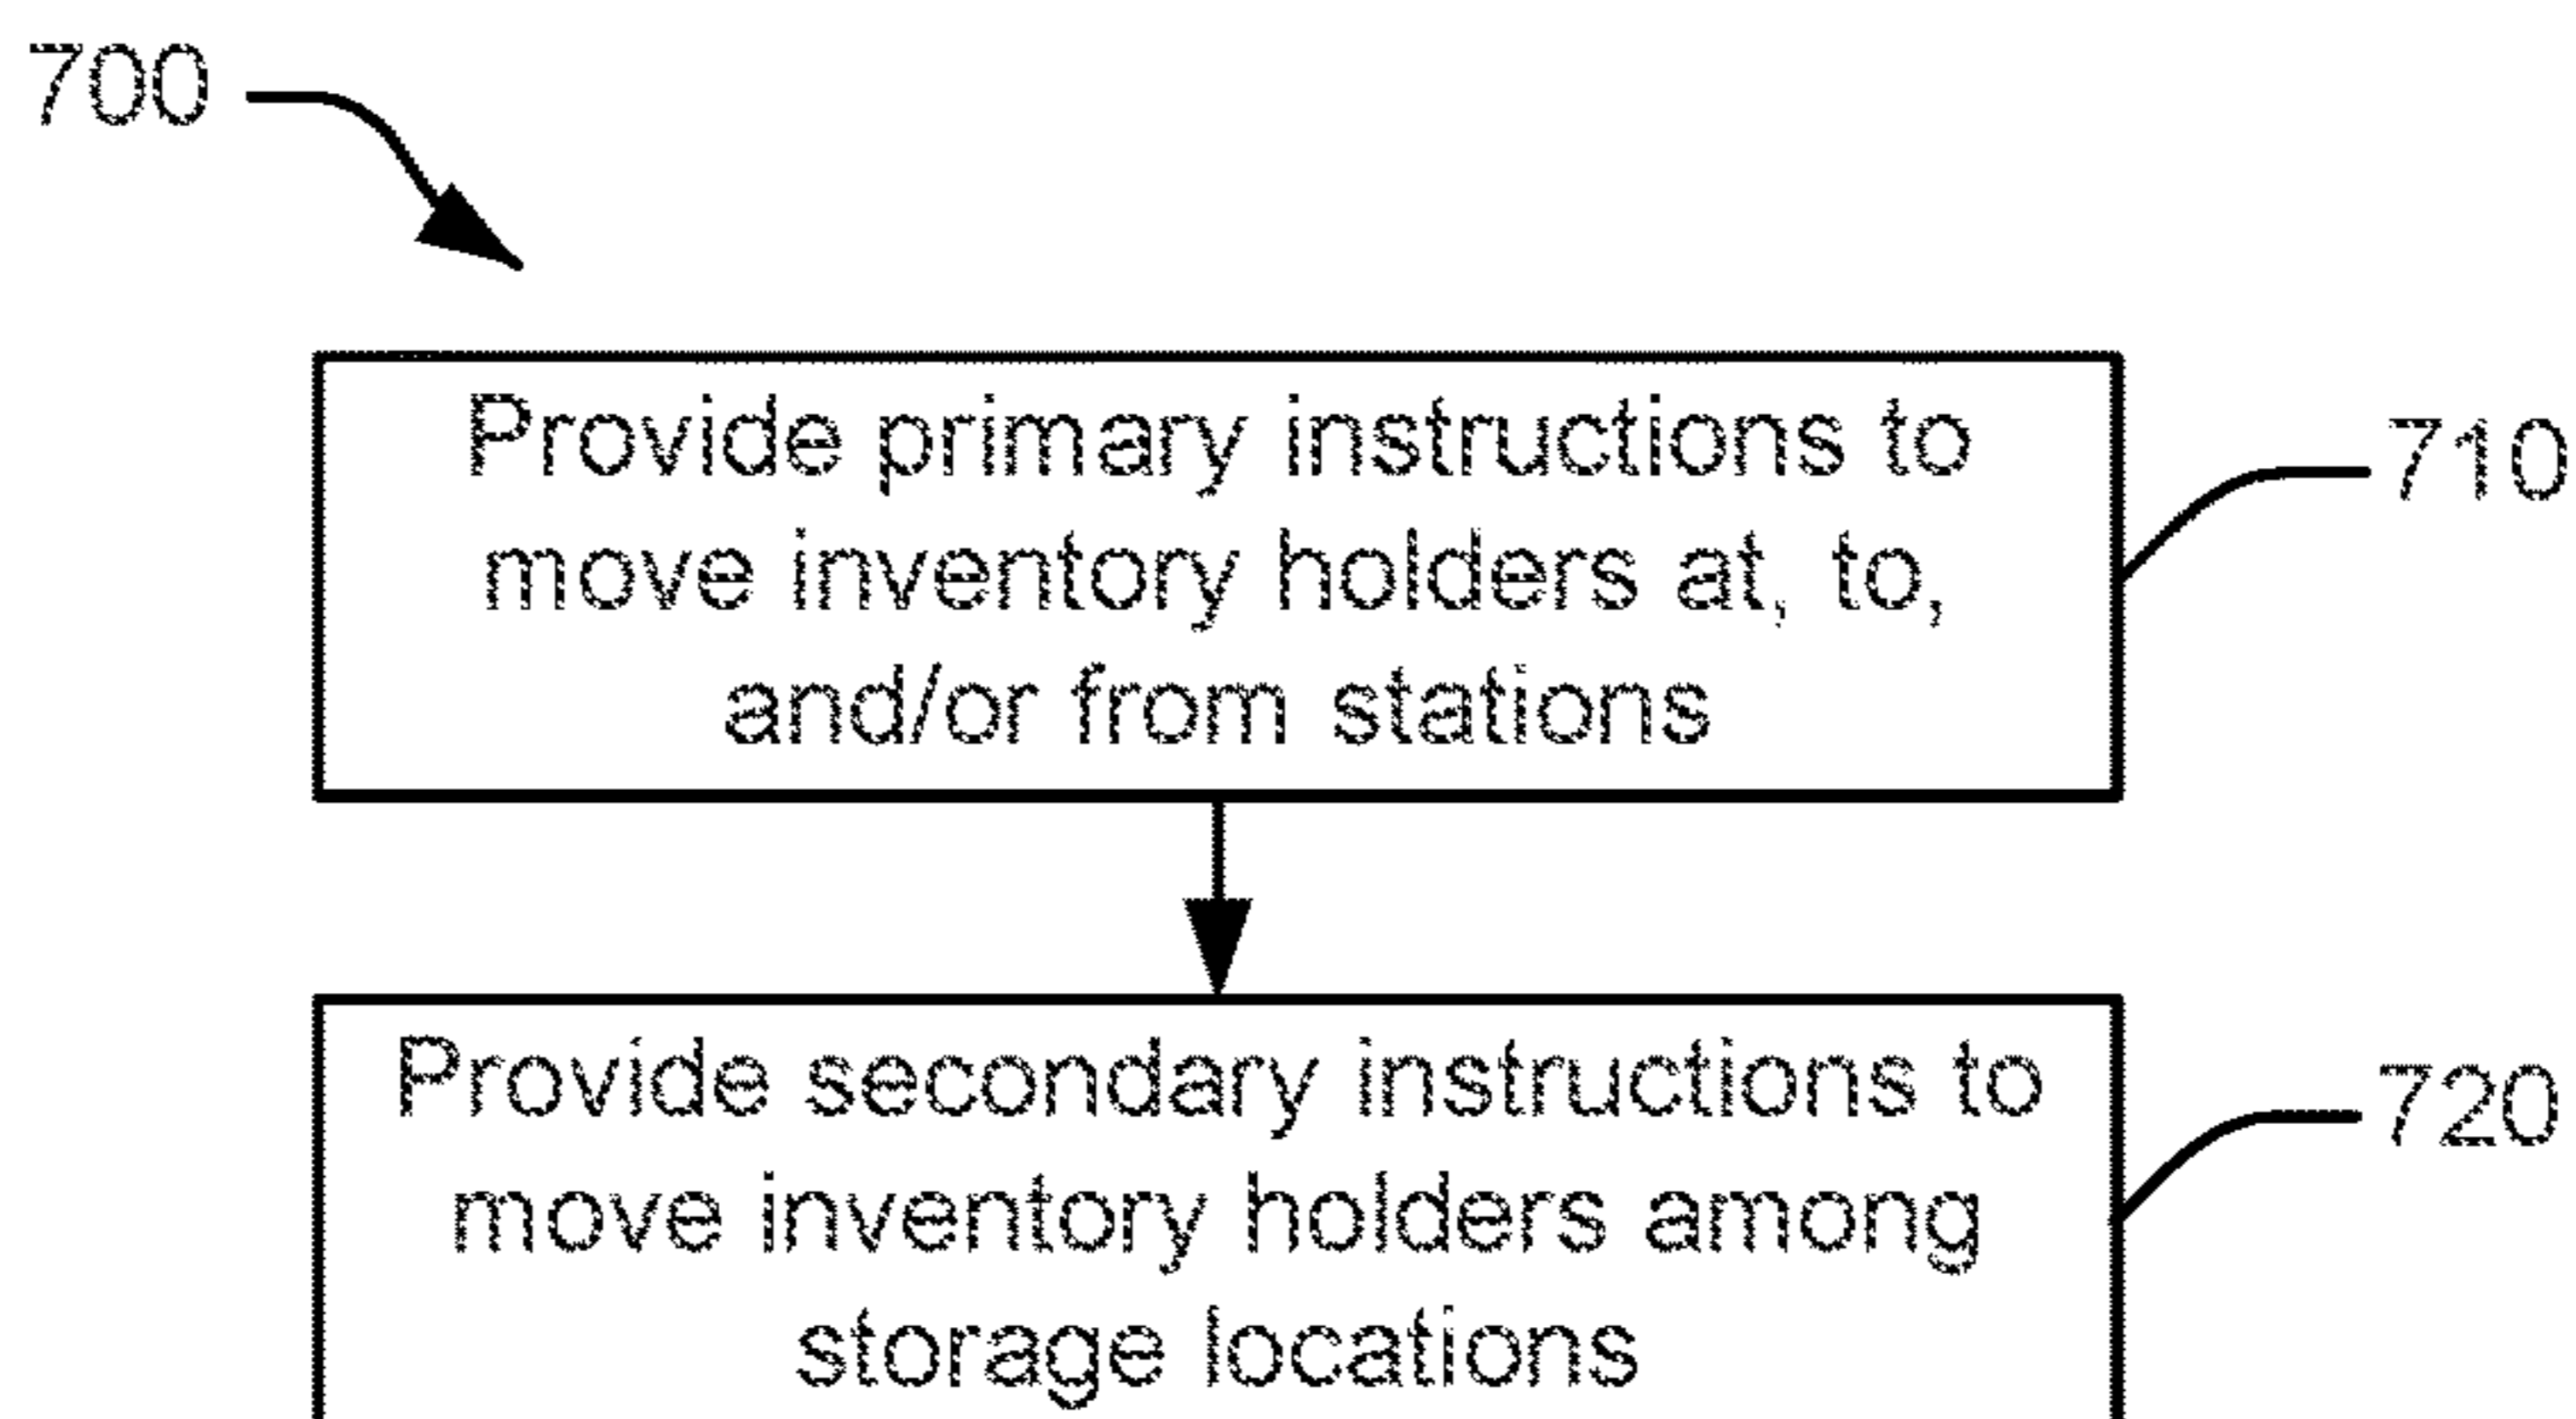 700
Provide primary instructions to
move inventory holders at, to,
and/or from stations
710
Provide secondary instructions to
move inventory holders among
storage locations
720